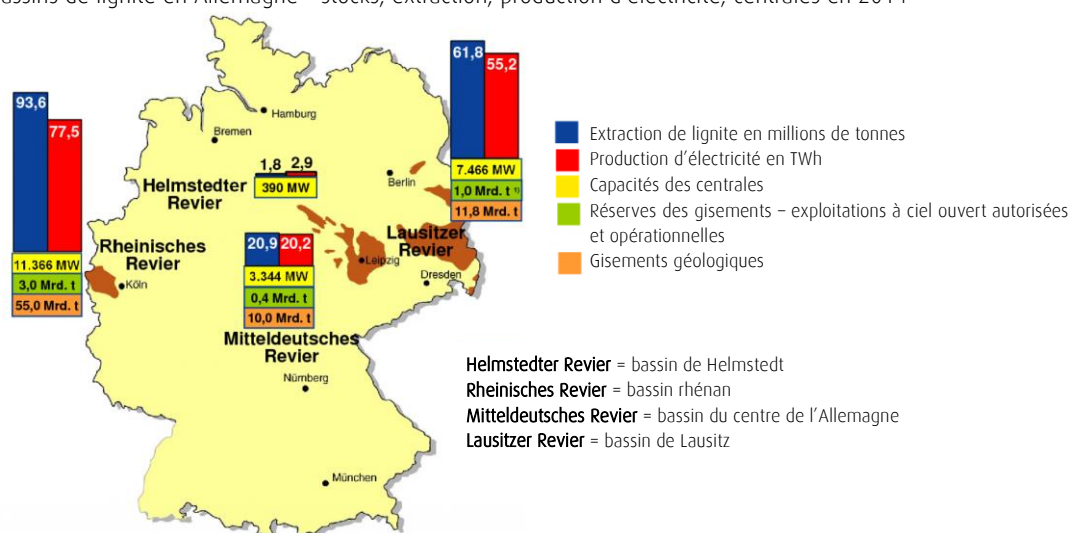 bassins de lignite en Allemagne – stocks, extraction, production d'électricité, centrales en 2014
61,8
55,2
93,6
77,5
Hamburg
Bremen
1,8 2,9
390 MW
Helmstedter
Revier
Berlin
7.466 MW
1,0 Mrd. t ¹⁾
11,8 Mrd. t
Extraction de lignite en millions de tonnes
Production d'électricité en TWh
Capacités des centrales
Réserves des gisements – exploitations à ciel ouvert autorisées
et opérationnelles
Gisements géologiques
Rheinisches
Revier
11.366 MW
3,0 Mrd. t
55,0 Mrd. t
Köln
20,9 20,2
3.344 MW
0,4 Mrd. t
10,0 Mrd. t
Leipzig
Lausitzer
Revier
Dresden
Mitteldeutsches
Revier
Nürnberg
München
Helmstedter Revier = bassin de Helmstedt
Rheinisches Revier = bassin rhénan
Mitteldeutsches Revier = bassin du centre de l'Allemagne
Lausitzer Revier = bassin de Lausitz